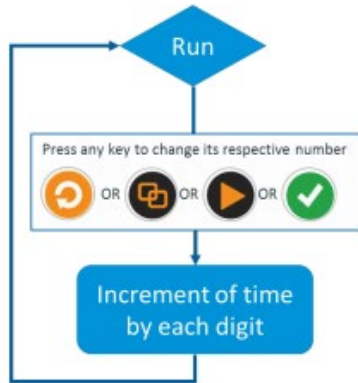 Run
Press any key to change its respective number
OR OR OR
Increment of time
by each digit